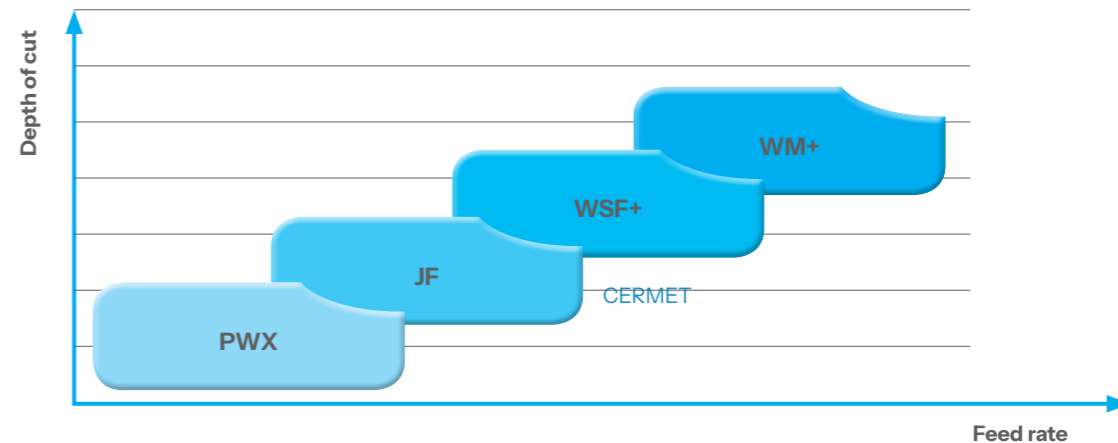 Depth of cut
WM+
WSF+
JF
CERMET
PWX
Feed rate